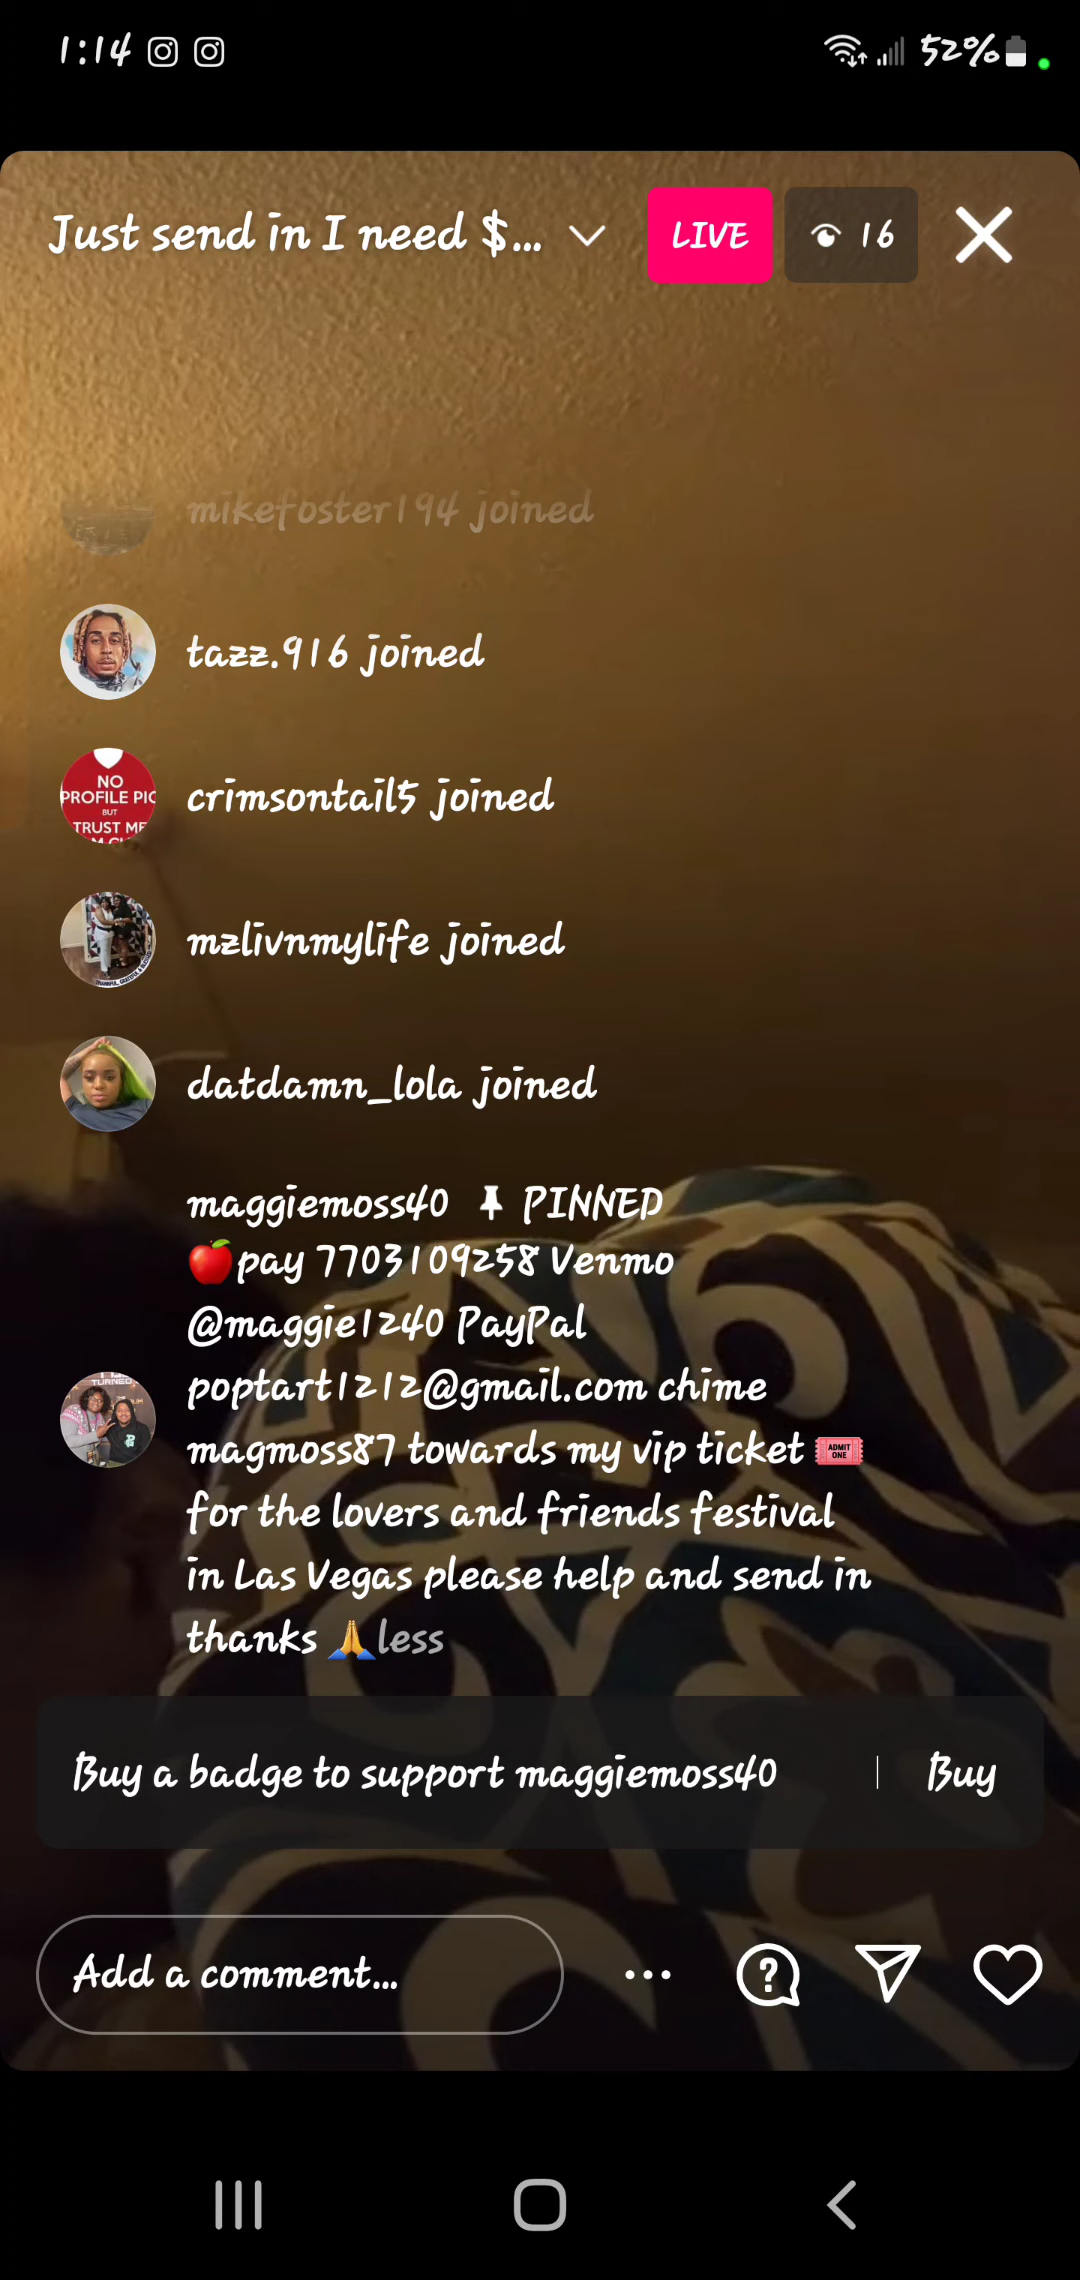 1:14
52%
Just send in I need $...
LIVE
16
mikefoster194 joined
tazz.916 joined
NO
PROFILE PIC
BUT
TRUST ME
crimsontail5 joined
mzlivnmylife joined
datdamn_lola joined
maggiemoss40 📌 PINNED
🍎pay 7703109258 Venmo
@maggie1240 PayPal
poptart1212@gmail.com chime
TURNED
magmoss87 towards my vip ticket 🎟
for the lovers and friends festival
in Las Vegas please help and send in
thanks 🙏less
Buy a badge to support maggiemoss40
Buy
Add a comment...